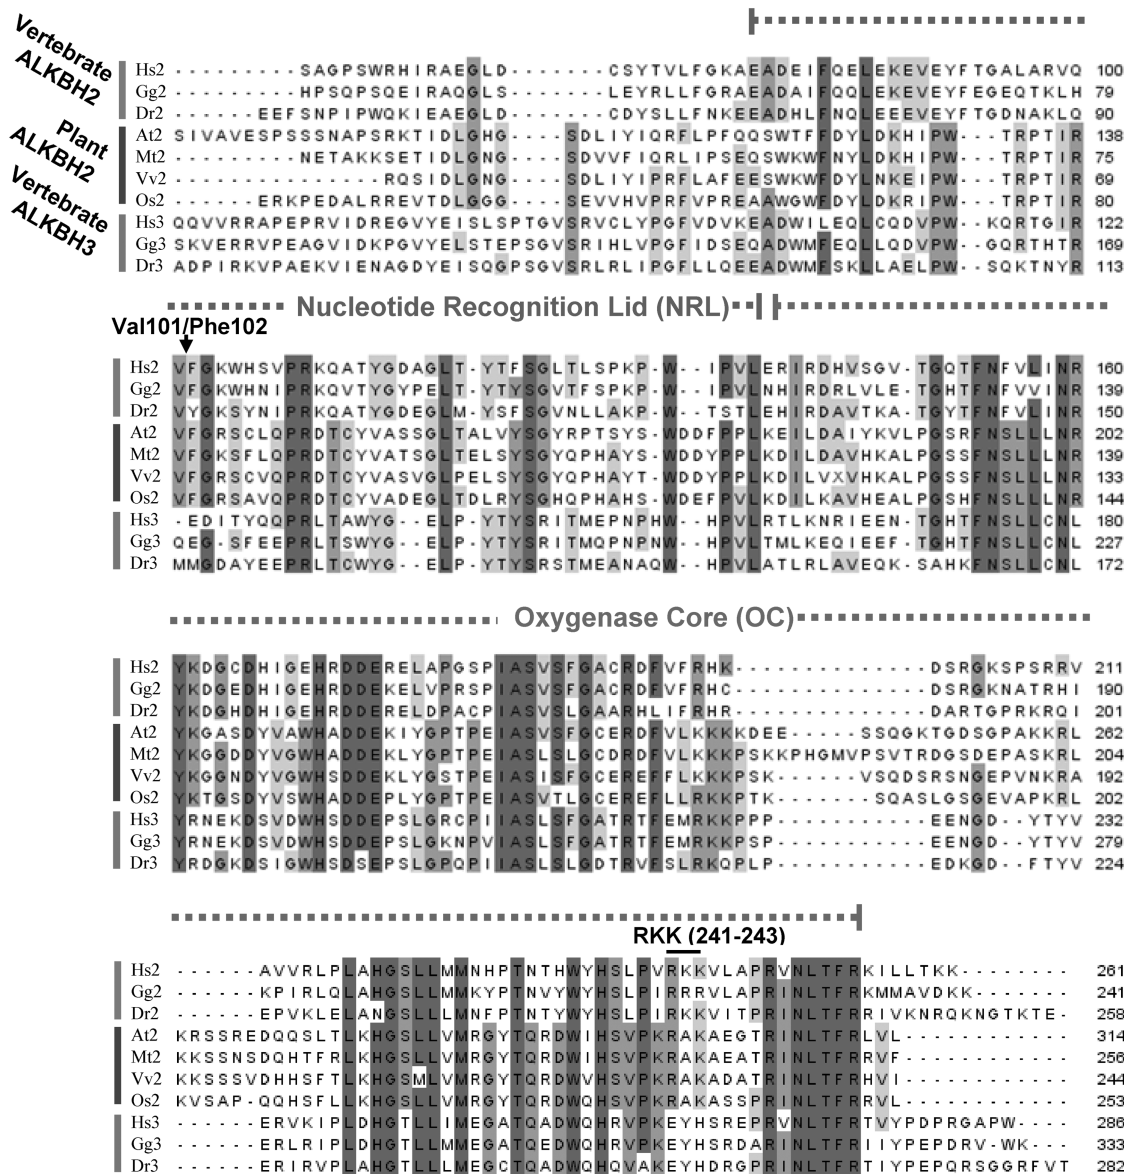 Vertebrate ALKBH2
Plant ALKBH2
Vertebrate ALKBH3
Hs2 ---------SAGPSWRHIRAEGLD-------CSYTVLFGKAEADEIFQELEKEVEYFTGALARVQ 100
Gg2 ---------HPSQPSQEIRAQGLS-------LEYRLLFGRAEADAIFQQLEKEVEYFEGEQTKLH 79
Dr2 ------EEFSNPIPWQKIEAEGLD-------CDYSLLFNKEEADHLFNQLEEEVEYFTGDNAKLQ 90
At2 SIVAVESPSSSNAPSRKTIDLGHG----SDLIYIQRFLPFQQSWTFFDYLDKHIPW---TRPTIR 138
Mt2 ---------NETAKKSETIDLGNG----SDVVFIQRLIPSEQSWKWFNYLDKHIPW---TRPTIR 75
Vv2 --------------RQSIDLGNG----SDLIYIPRFLAFEESWKWFDYLNKEIPW---TRPTIR 69
Os2 ------ERKPEDALRREVTDLGGG----SEVVHVPRFVPREAAWGWFDYLDKRIPW---TRPTIR 80
Hs3 QQVVRRAPEPRVIDREGVYEISLSPTGVSRVCLYPGFVDVKEADWILEQLCQDVPW--KQRTGIR 122
Gg3 SKVERRVPEAGVIDKPGVYELSTEPSGVSRIHLVPGFIDSEQADWMFEQLLQDVPW--GQRTHTR 169
Dr3 ADPIRKVPAEKVIENAGDYEISQGPSGVSRLRLIPGFLLQEEADWMFSKLLAELPW--SQKTNYR 113
Nucleotide Recognition Lid (NRL)
Val101/Phe102
Hs2 VFGKWHSVPRKQATYGDAGLT-YTFSGLTLSPKP-W--IPVLERIRDHVSGV-TGQTFNFVLINR 160
Gg2 VFGKWHNIPRKQVTYGYPELT-YTYSGVTFSPKP-W--IPVLNHIRDRLVLE-TGHTFNFVVINR 139
Dr2 VYGKSYNIPRKQATYGDEGLM-YSFSGVNLLAKP-W--TSTLEHIRDAVTKA-TGYTFNFVLINR 150
At2 VFGRSCLQPRDTCYVASSGLTALVYSGYRPTSYS-WDDFPPLKEILDAIYKVLPGSRFNSLLLNR 202
Mt2 VFGKSFLQPRDTCYVATSGLTELSYSGYQPHAYS-WDDYPPLKDILDAVHKALPGSSFNSLLLNR 139
Vv2 VFGRSCVQPRDTCYVASVGLPELSYSGYQPHAYT-WDDYPVLKDILVXVHKALPGSSFNSLLLNR 133
Os2 VFGRSAVQPRDTCYVADEGLTDLRYSGHQPHAHS-WDEFPVLKDILKAVHEALPGSHFNSLLLNR 144
Hs3 -EDITYQQPRLTAWYG--ELP-YTYSRITMEPNPHW--HPVLRTLKNRIEEN-TGHTFNSLLCNL 180
Gg3 QEG-SFEEPRLTSWYG--ELP-YTYSRITMQPNPNW--HPVLTMLKEQIEEF-TGHTFNSLLCNL 227
Dr3 MMGDAYEEPRLTCWYG--ELP-YTYSRSTMEANAQW--HPVLATLRLAVEQK-SAHKFNSLLCNL 172
Oxygenase Core (OC)
Hs2 YKDGCDHIGEHRDDERELAPGSPIASVSFGACRDFVFRHK--------------DSRGKSPSRRV 211
Gg2 YKDGEDHIGEHRDDEKELVPRSPIASVSFGACRDFVFRHC--------------DSRGKNATRHI 190
Dr2 YKDGHDHIGEHRDDERELDPACPIASVSLGAARHLIFRHR--------------DARTGPRKRQI 201
At2 YKGASDYVAWHADDEKIYGPTPEIASVSFGCERDFVLKKKKDEE-----SSQGKTGDSGPAKKRL 262
Mt2 YKGGDDYVGWHADDEKLYGPTPEIASLSLGCDRDFVLKKKPSKKPHGMVPSVTRDGSDEPASKRL 204
Vv2 YKGGNDYVGWHSDDEKLYGSTPEIASISFGCEREFFLKKKPSK------VSQDSRSNGEPVNKRA 192
Os2 YKTGSDYVSWHADDEPLYGPTPEIASVTLGCEREFLLRKKPTK-------SQASLGSGEVAPKRL 202
Hs3 YRNEKDSVDWHSDDEPSLGRCPIIASLSFGATRTFEMRKKPPP-----------EENGD--YTYV 232
Gg3 YRNEKDSVDWHSDDEPSLGKNPVIASLSFGATRTFEMRKKPSP-----------EENGD--YTYV 279
Dr3 YRDGKDSIGWHSDSEPSLGPQPIIASLSLGDTRVFSLRKQPLP-----------EDKGD--FTYV 224
RKK (241-243)
Hs2 ------AVVRLPLAHGSLLMMNHPTNTHWYHSLPVRKKVLAPRVNLTFRKILLTKK-------- 261
Gg2 ------KPIRLQLAHGSLLMMKYPTNVYWYHSLPIRRRVLAPRINLTFRKMMAVDKK------- 241
Dr2 ------EPVKLELANGSLLLMNFPTNTYWYHSLPIRKKVITPRINLTFRRIVKNRQKNGTKTE- 258
At2 KRSSREDQQSLTLKHGSLLVMRGYTQRDWIHSVPKRAKAEGTRINLTFRLVL------------ 314
Mt2 KKSSNSDQHTFRLKHGSLLVMRGYTQRDWIHSVPKRAKAEATRINLTFRRVF------------ 256
Vv2 KKSSSVDHHSFTLKHGSMLVMRGYTQRDWVHSVPKRAKADATRINLTFRHVI------------ 244
Os2 KVSAP-QQHSFLLKHGSLLVMRGYTQRDWQHSVPKRAKASSPRINLTFRRVL------------ 253
Hs3 ------ERVKIPLDHGTLLIMEGATQADWQHRVPKEYHSREPRVNLTFRTVYPDPRGAPW---- 286
Gg3 ------ERLRIPLDHGTLLMMEGATQEDWQHRVPKEYHSRDARINLTFRIIYPEPDRV-WK--- 333
Dr3 ------ERIRVPLAHGTLLLMEGCTQADWQHQVAKEYHDRGPRINLTFRTIYPEPQRSGGRFVT 282